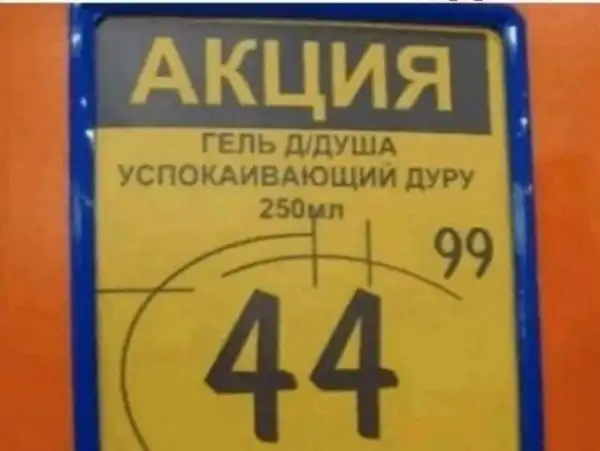 АКЦИЯ
ГЕЛЬ Д/ДУША
УСПОКАИВАЮЩИЙ ДУРУ
250мл
44 99